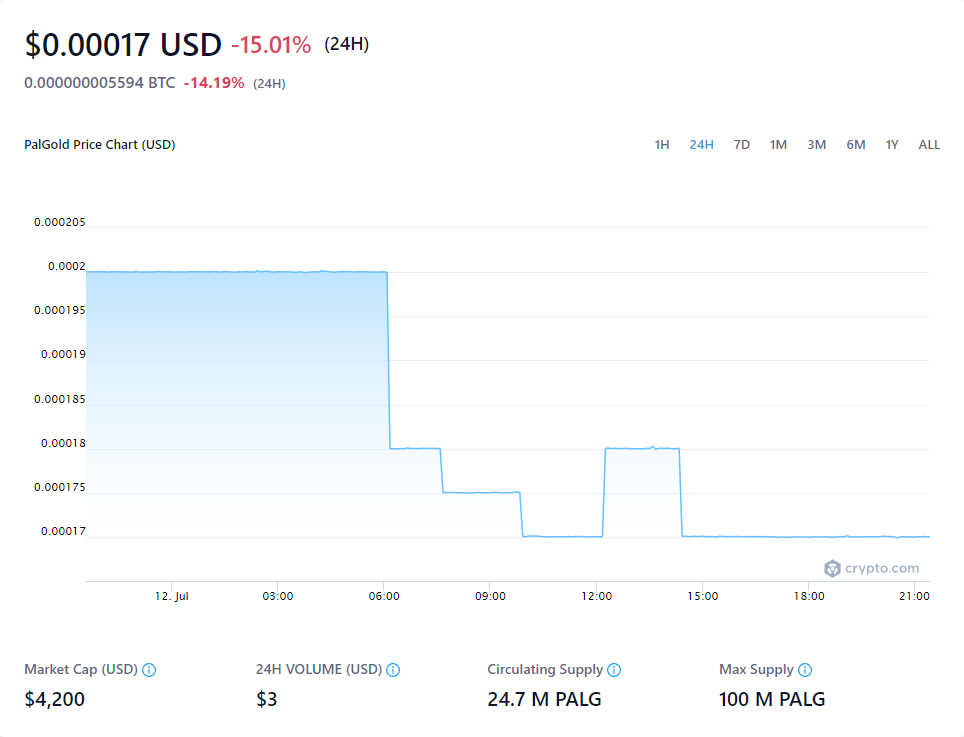 $0.00017 USD -15.01% (24H)
0.000000005594 BTC -14.19% (24H)
PalGold Price Chart (USD) 1H 24H 7D 1M 3M 6M 1Y ALL
0.000205
0.0002
0.000195
0.00019
0.000185
0.00018
0.000175
0.00017
crypto.com
12. Jul 03:00 06:00 09:00 12:00 15:00 18:00 21:00
Market Cap (USD) 24H VOLUME (USD) Circulating Supply Max Supply
$4,200 $3 24.7 M PALG 100 M PALG